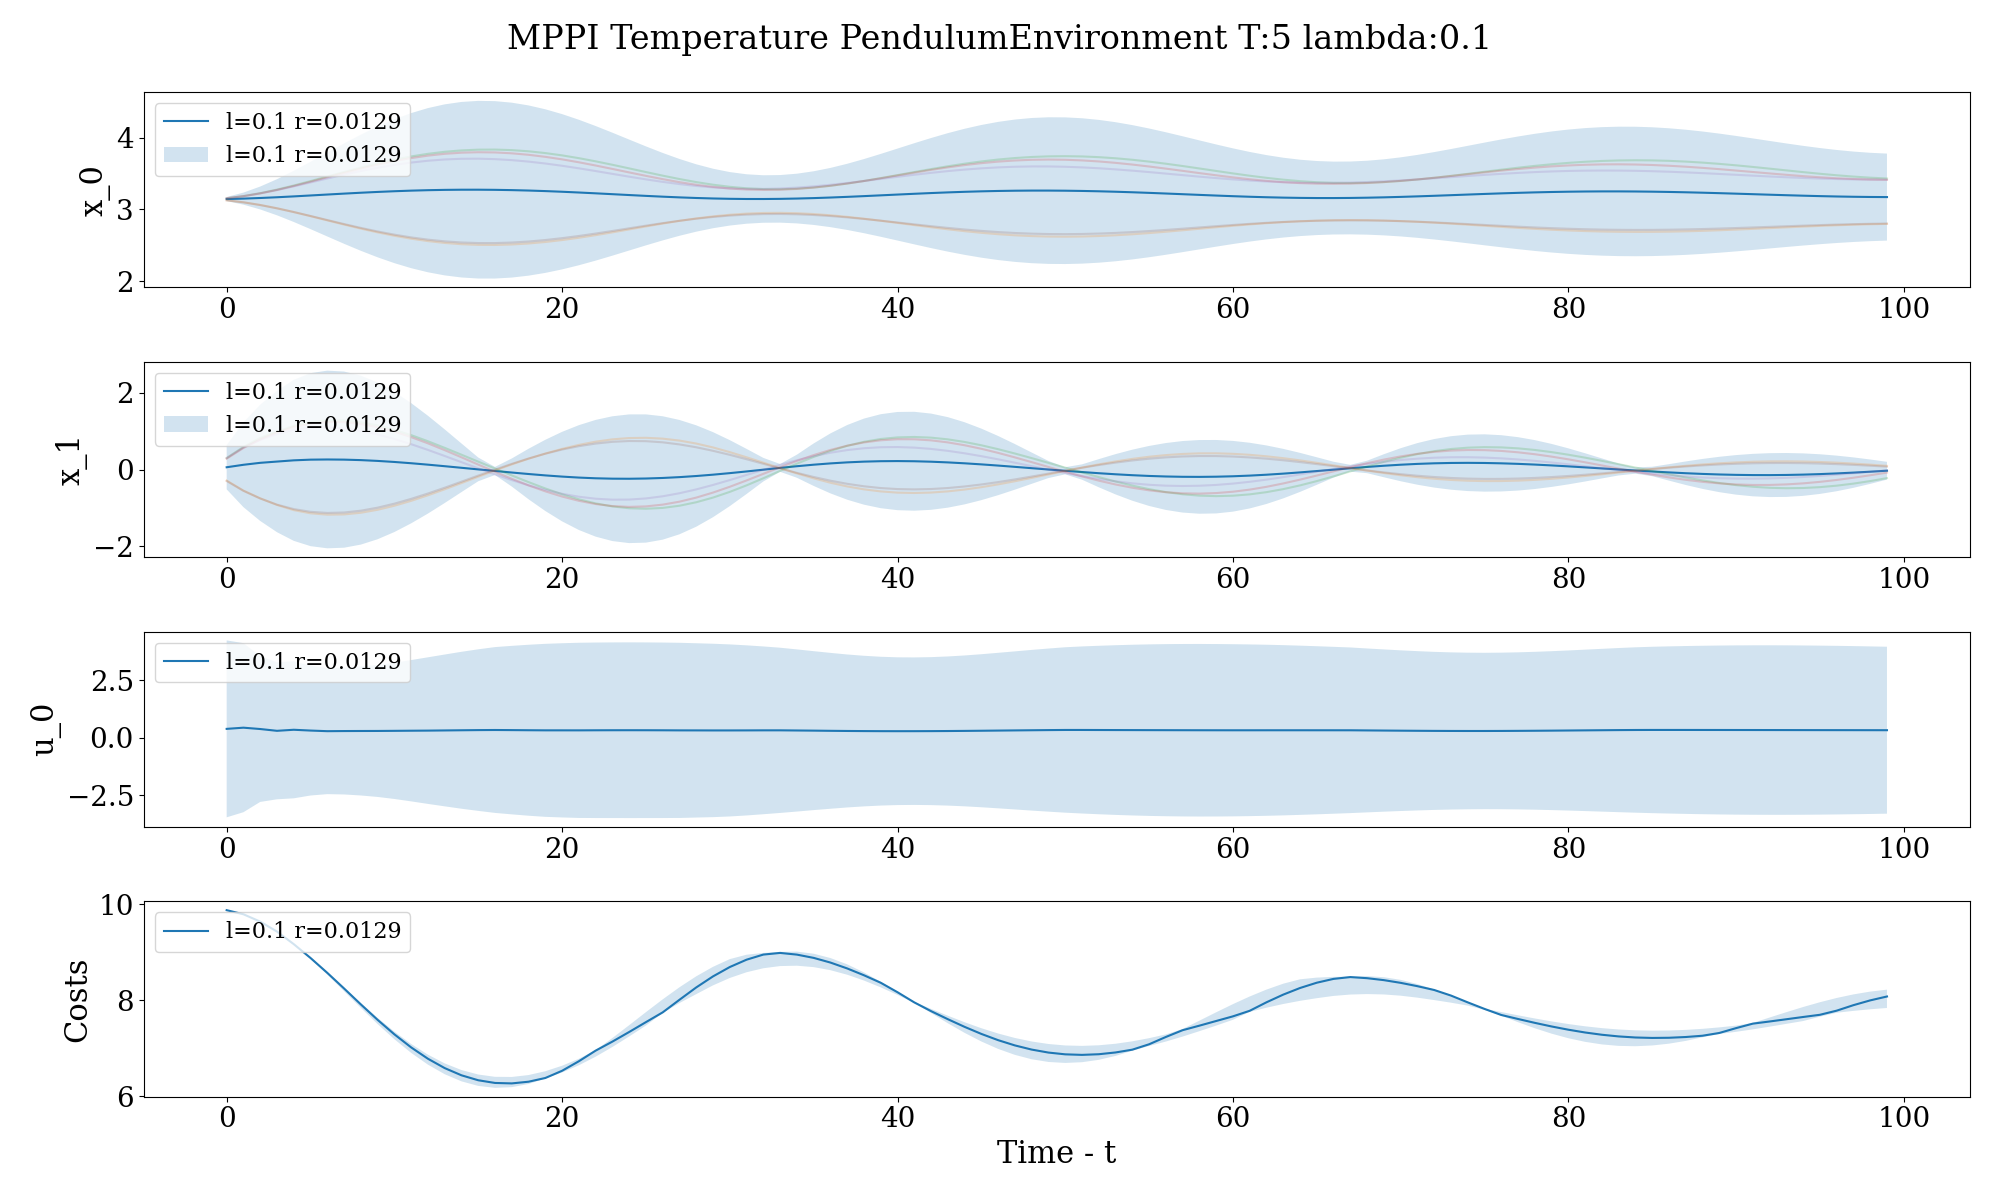 MPPI Temperature PendulumEnvironment T:5 lambda:0.1
l=0.1 r=0.0129
l=0.1 r=0.0129
x_0
4
3
2
0 20 40 60 80 100
l=0.1 r=0.0129
l=0.1 r=0.0129
x_1
2
0
−2
0 20 40 60 80 100
l=0.1 r=0.0129
u_0
2.5
0.0
−2.5
0 20 40 60 80 100
l=0.1 r=0.0129
Costs
10
8
6
0 20 40 60 80 100
Time - t